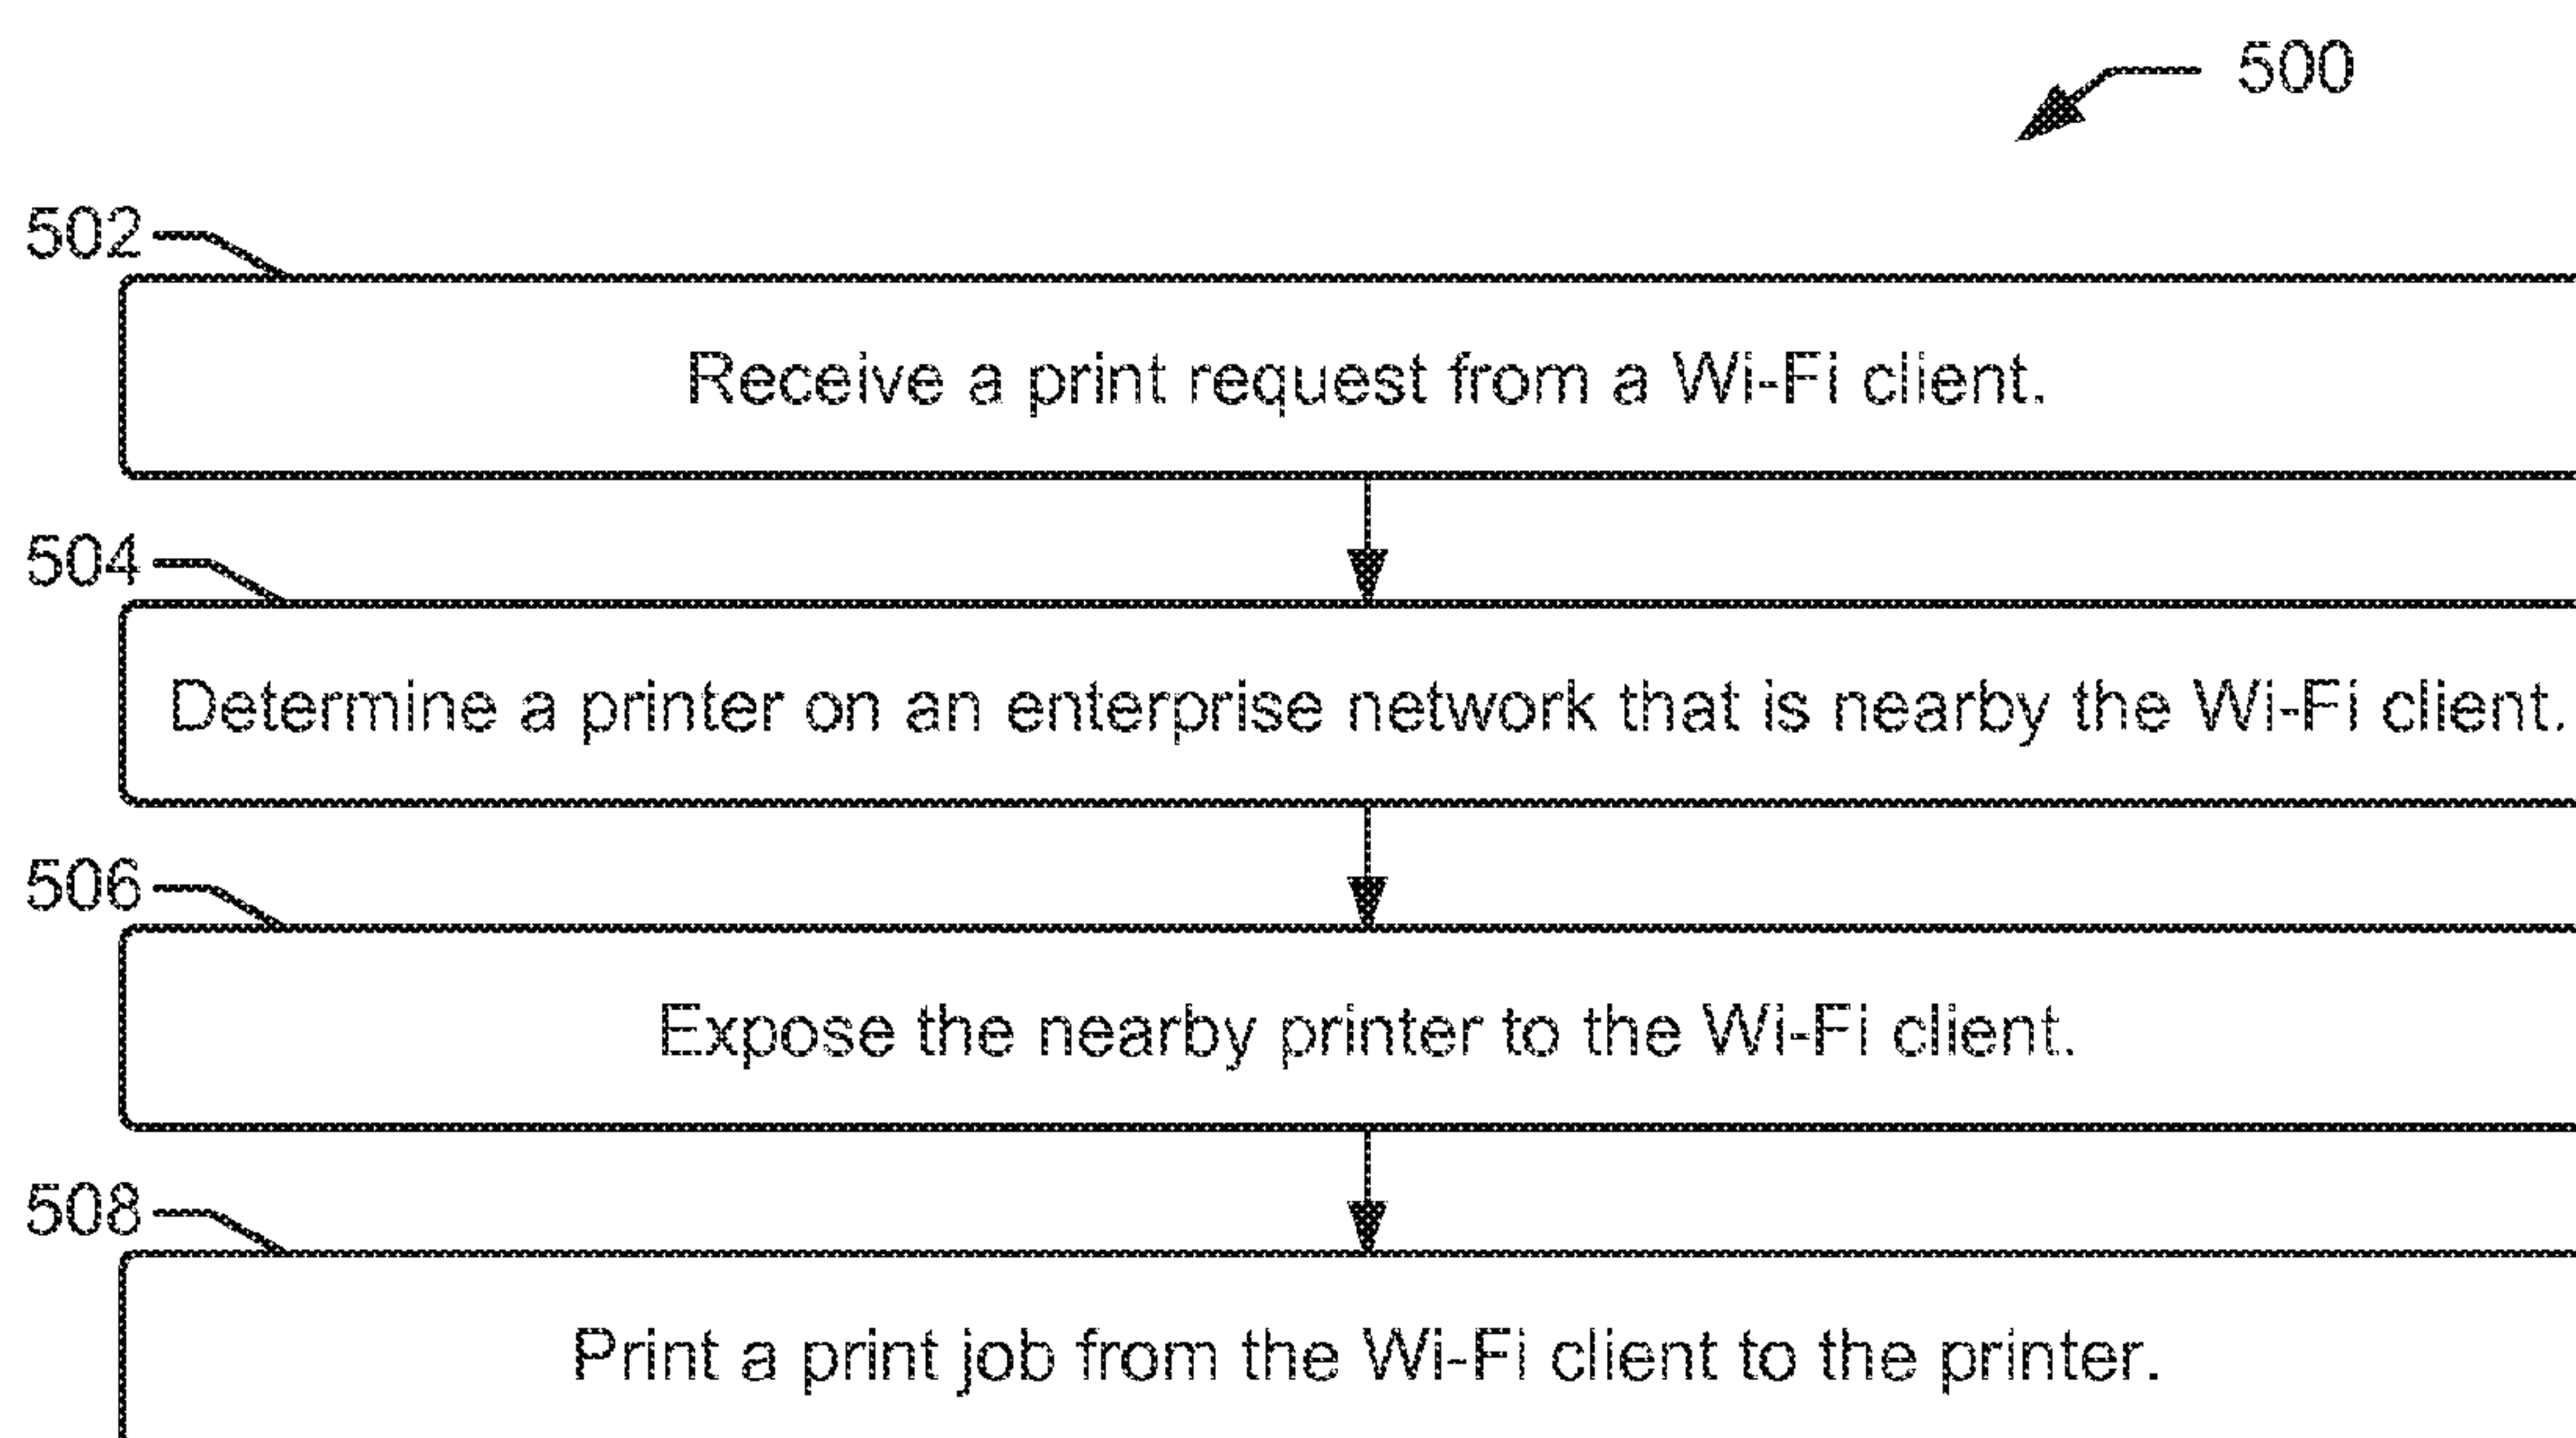 500
502
Receive a print request from a Wi-Fi client.
504
Determine a printer on an enterprise network that is nearby the Wi-Fi client.
506
Expose the nearby printer to the Wi-Fi client.
508
Print a print job from the Wi-Fi client to the printer.